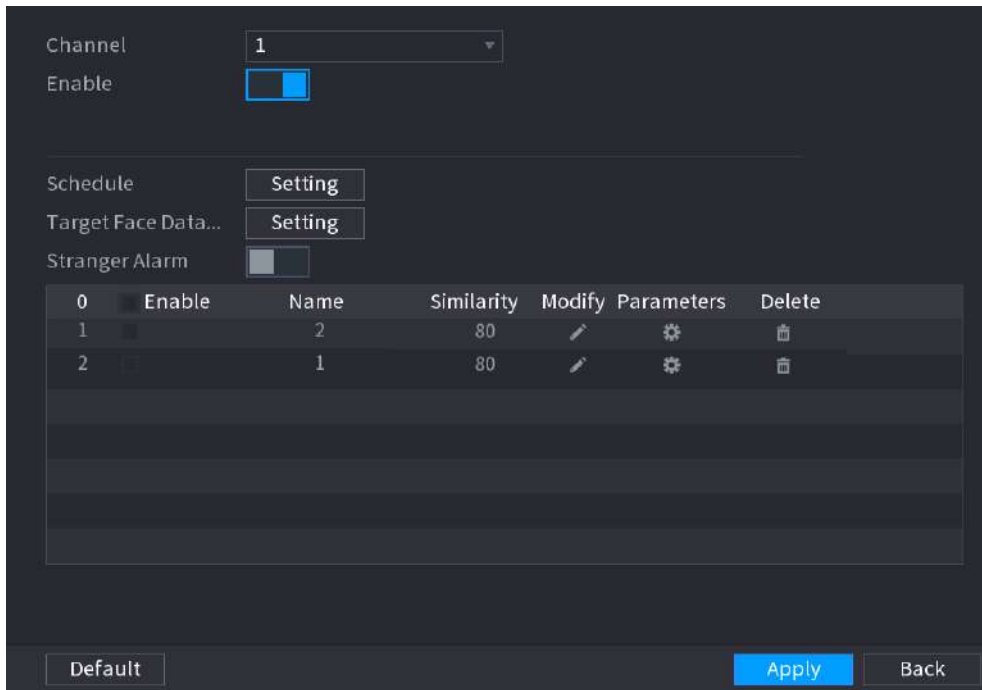 Channel 1
Enable
Schedule Setting
Target Face Data... Setting
Stranger Alarm
0 Enable Name Similarity Modify Parameters Delete
1 2 80
2 1 80
Default Apply Back